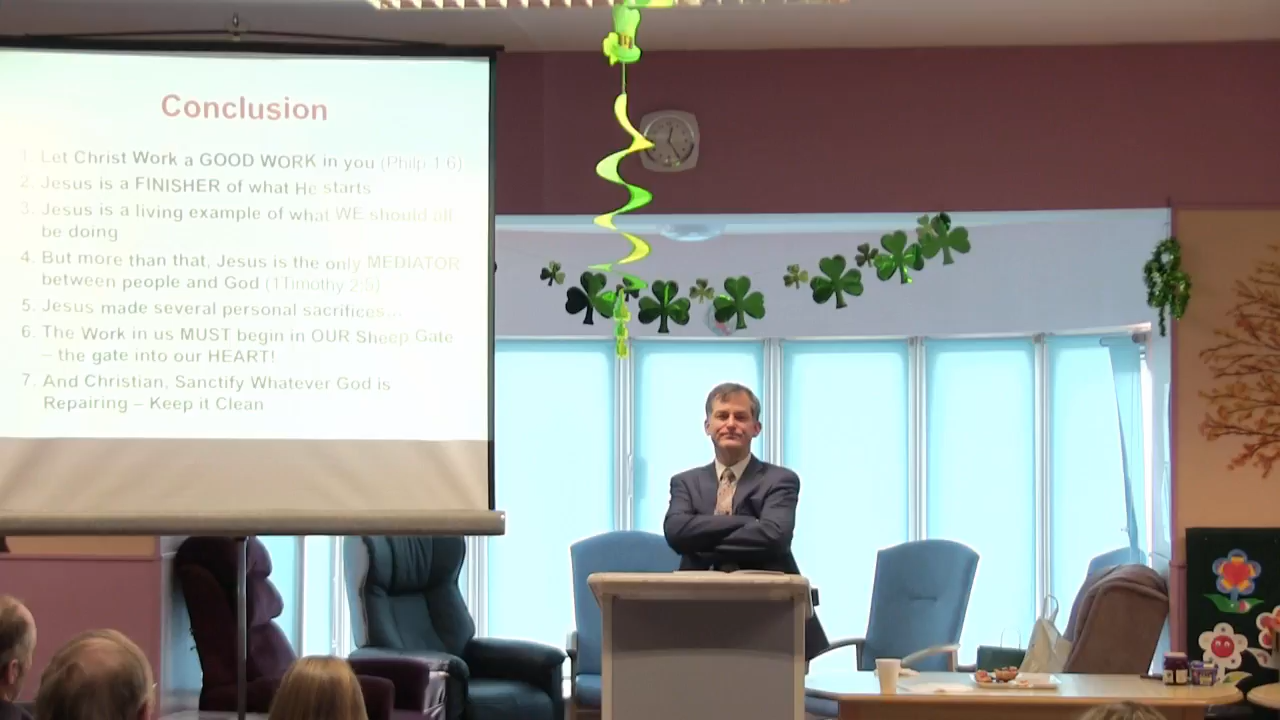 Conclusion
1. Let Christ Work a GOOD WORK in you (Philp 1:6)
2. Jesus is a FINISHER of what He starts
3. Jesus is a living example of what WE should all
be doing
4. But more than that, Jesus is the only MEDIATOR
between people and God (1Timothy 2:5)
5. Jesus made several personal sacrifices...
6. The Work in us MUST begin in OUR Sheep Gate
– the gate into our HEART!
7. And Christian, Sanctify Whatever God is
Repairing – Keep it Clean